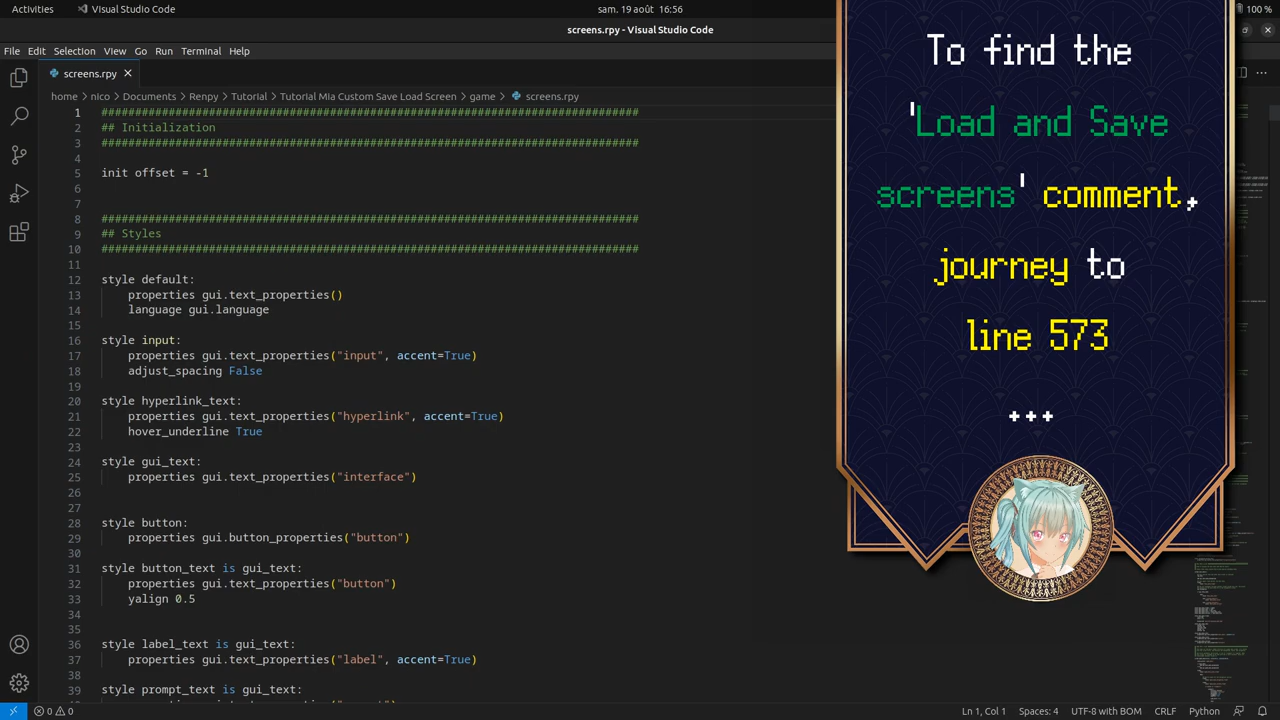 Activities
Visual Studio Code
sam. 19 août 16:56
100 %
screens.rpy - Visual Studio Code
File Edit Selection View Go Run Terminal Help
screens.rpy
home > nico > Documents > Renpy > Tutorial > Tutorial Mia Custom Save Load Screen > game > screens.rpy
1 ################################################################################
2 ## Initialization
3 ################################################################################
4
5 init offset = -1
6
7
8 ################################################################################
9 ## Styles
10 ################################################################################
11
12 style default:
13 properties gui.text_properties()
14 language gui.language
15
16 style input:
17 properties gui.text_properties("input", accent=True)
18 adjust_spacing False
19
20 style hyperlink_text:
21 properties gui.text_properties("hyperlink", accent=True)
22 hover_underline True
23
24 style gui_text:
25 properties gui.text_properties("interface")
26
27
28 style button:
29 properties gui.button_properties("button")
30
31 style button_text is gui_text:
32 properties gui.text_properties("button")
33 yalign 0.5
34
35
36 style label_text is gui_text:
37 properties gui.text_properties("label", accent=True)
38
39 style prompt_text is gui_text:
To find the
'Load and Save
screens' comment,
journey to
line 573
...
0 0
Ln 1, Col 1
Spaces: 4
UTF-8 with BOM
CRLF
Python